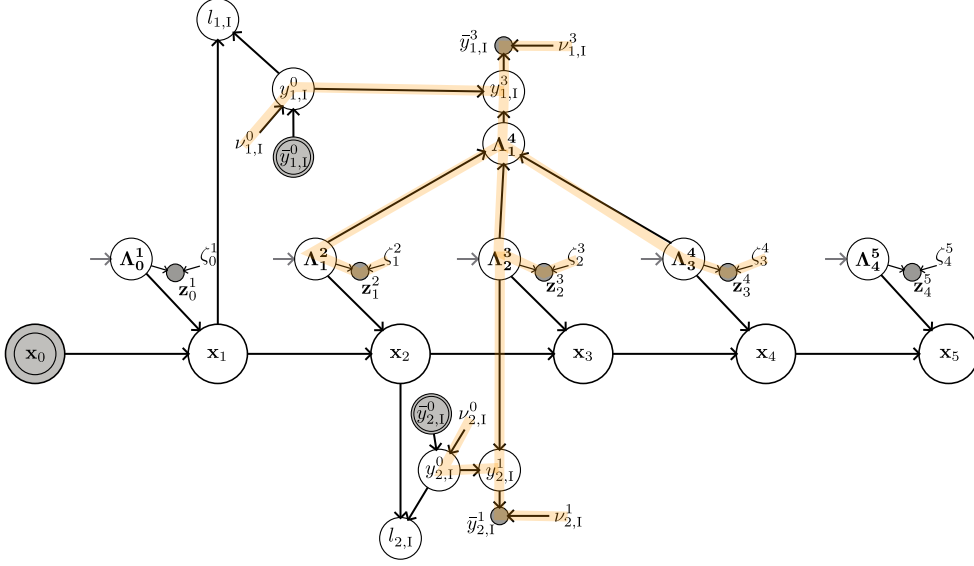 l_{1,I}
ȳ^3_{1,I} ν^3_{1,I}
y^0_{1,I} y^3_{1,I}
ν^0_{1,I} ȳ^0_{1,I} Λ^4_1
Λ^1_0 ζ^1_0 Λ^2_1 ζ^2_1 Λ^3_2 ζ^3_2 Λ^4_3 ζ^4_3 Λ^5_4 ζ^5_4
z^1_0 z^2_1 z^3_2 z^4_3 z^5_4
x_0 x_1 x_2 x_3 x_4 x_5
ȳ^0_{2,I} ν^0_{2,I}
y^0_{2,I} y^1_{2,I}
ȳ^1_{2,I} ν^1_{2,I}
l_{2,I}